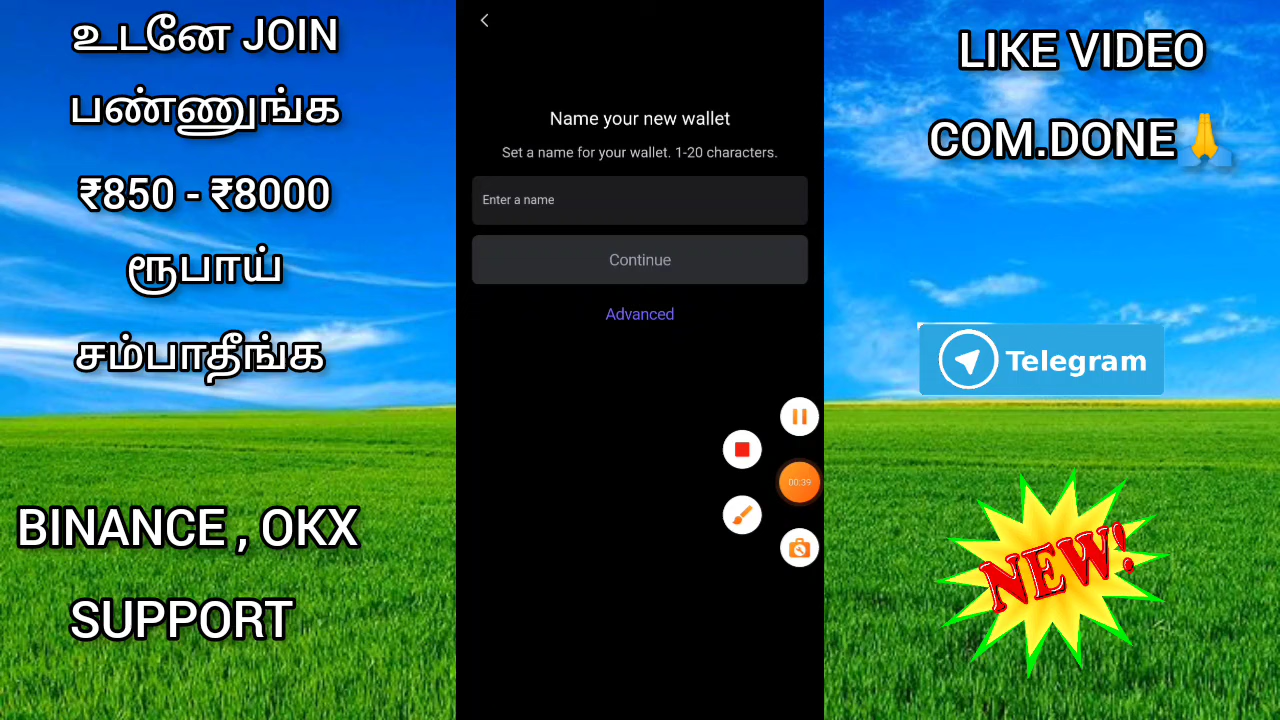 உடனே JOIN
பண்ணுங்க
₹850 - ₹8000
ரூபாய்
சம்பாதீங்க
BINANCE , OKX
SUPPORT
Name your new wallet
Set a name for your wallet. 1-20 characters.
Enter a name
Continue
Advanced
00:39
LIKE VIDEO
COM.DONE🙏
Telegram
NEW!